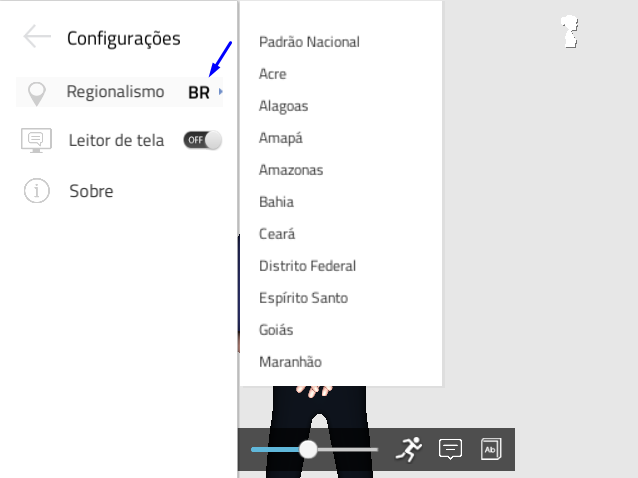 Configurações
Regionalismo BR
Leitor de tela OFF
Sobre
Padrão Nacional
Acre
Alagoas
Amapá
Amazonas
Bahia
Ceará
Distrito Federal
Espírito Santo
Goiás
Maranhão
Ab